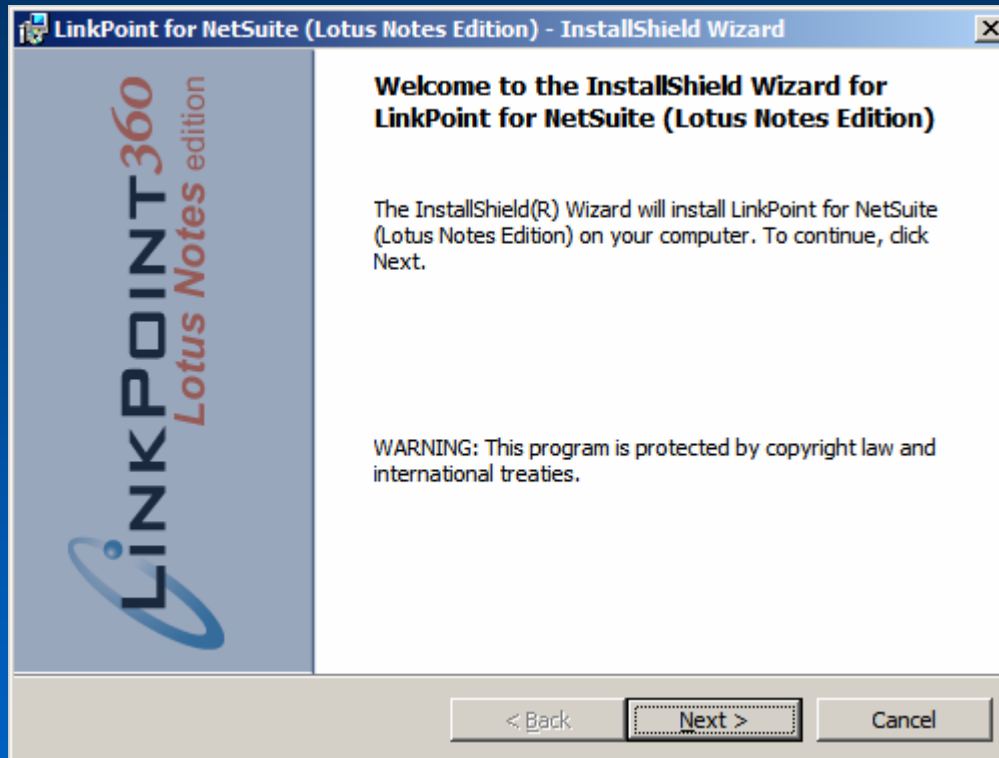 LinkPoint for NetSuite (Lotus Notes Edition) - InstallShield Wizard
LINKPOINT360
Lotus Notes edition
Welcome to the InstallShield Wizard for
LinkPoint for NetSuite (Lotus Notes Edition)
The InstallShield(R) Wizard will install LinkPoint for NetSuite
(Lotus Notes Edition) on your computer. To continue, click
Next.
WARNING: This program is protected by copyright law and
international treaties.
< Back
Next >
Cancel